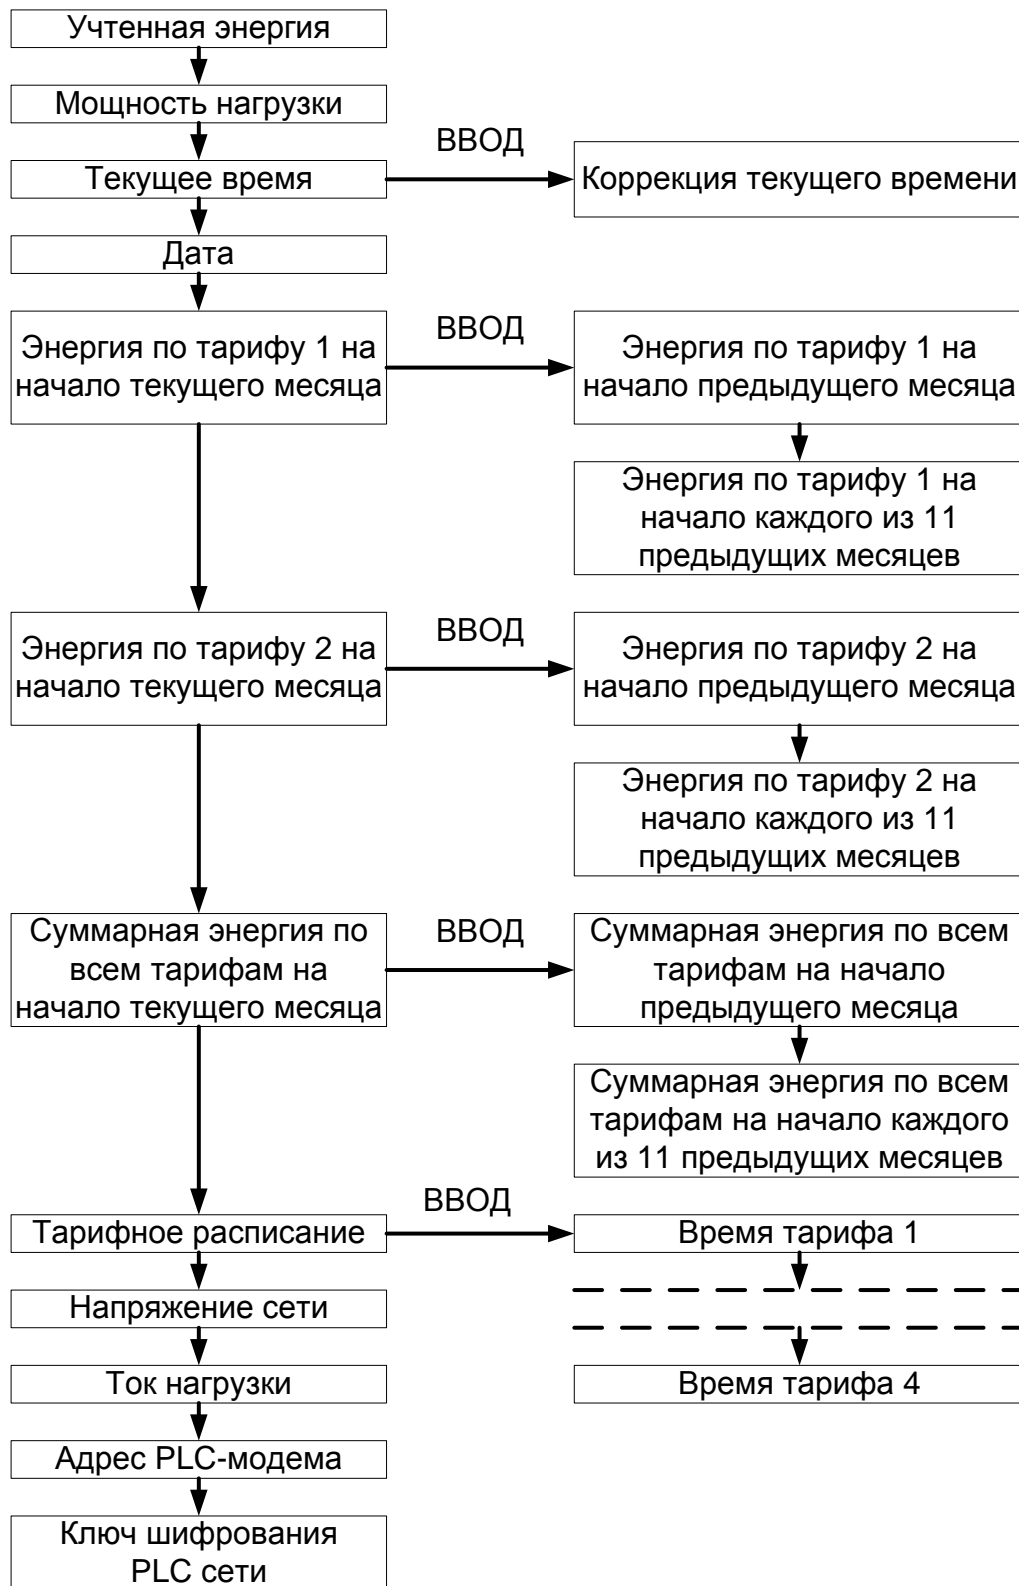 Учтенная энергия
Мощность нагрузки
ВВОД
Текущее время
Коррекция текущего времени
Дата
ВВОД
Энергия по тарифу 1 на
начало текущего месяца
Энергия по тарифу 1 на
начало предыдущего месяца
Энергия по тарифу 1 на
начало каждого из 11
предыдущих месяцев
ВВОД
Энергия по тарифу 2 на
начало текущего месяца
Энергия по тарифу 2 на
начало предыдущего месяца
Энергия по тарифу 2 на
начало каждого из 11
предыдущих месяцев
ВВОД
Суммарная энергия по
всем тарифам на
начало текущего месяца
Суммарная энергия по всем
тарифам на начало
предыдущего месяца
Суммарная энергия по всем
тарифам на начало каждого
из 11 предыдущих месяцев
ВВОД
Тарифное расписание
Время тарифа 1
Напряжение сети
Ток нагрузки
Время тарифа 4
Адрес PLC-модема
Ключ шифрования
PLC сети